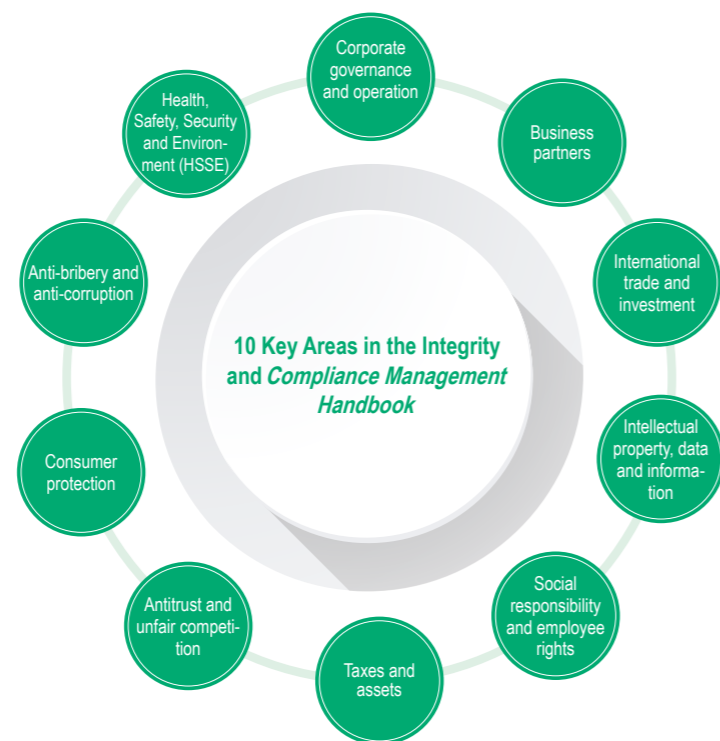 10 Key Areas in the Integrity
and Compliance Management
Handbook
Corporate
governance
and operation
Business
partners
International
trade and
investment
Intellectual
property, data
and informa-
tion
Social
responsibility
and employee
rights
Taxes and
assets
Antitrust and
unfair competi-
tion
Consumer
protection
Anti-bribery and
anti-corruption
Health,
Safety, Security
and Environ-
ment (HSSE)